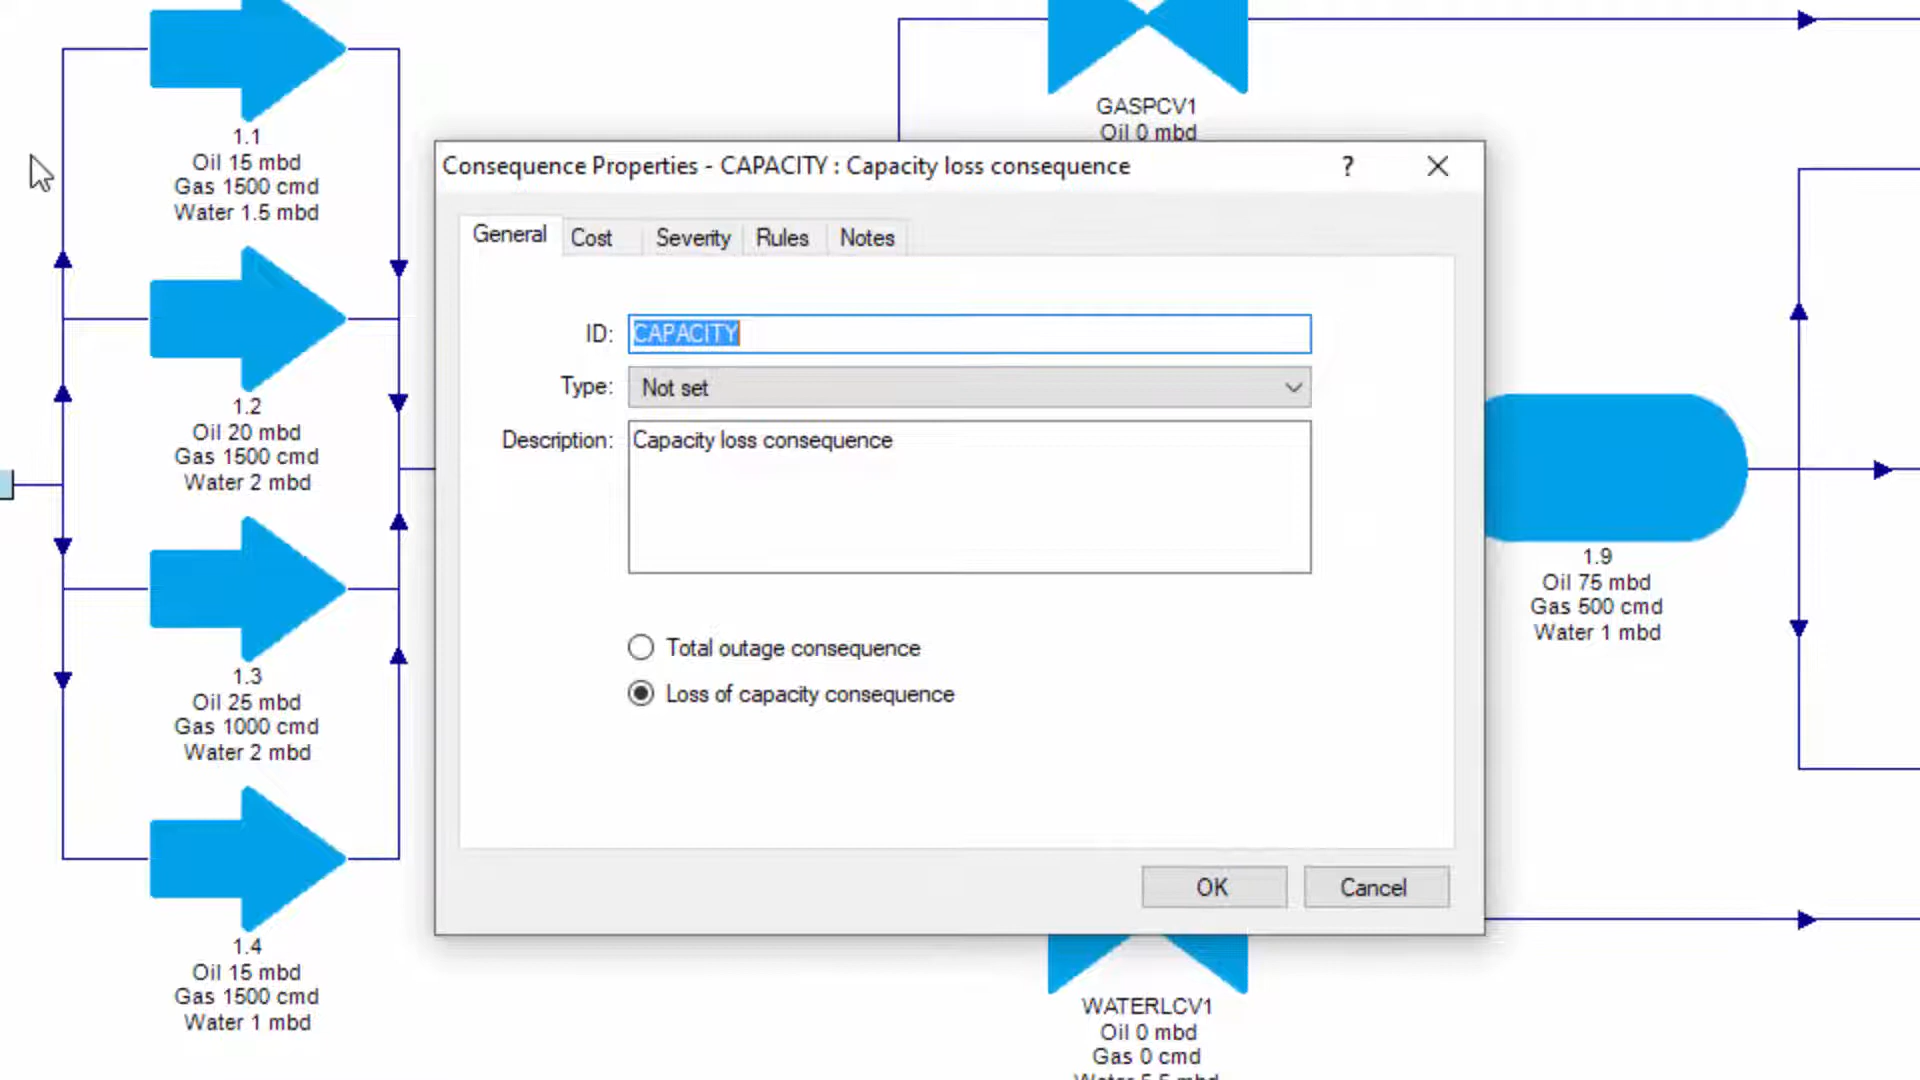 GASPCV1
Oil 0 mbd
1.1
Oil 15 mbd
Gas 1500 cmd
Water 1.5 mbd
1.2
Oil 20 mbd
Gas 1500 cmd
Water 2 mbd
1.3
Oil 25 mbd
Gas 1000 cmd
Water 2 mbd
1.4
Oil 15 mbd
Gas 1500 cmd
Water 1 mbd
Consequence Properties - CAPACITY : Capacity loss consequence
?
General
Cost
Severity
Rules
Notes
ID: CAPACITY
Type: Not set
Description: Capacity loss consequence
Total outage consequence
Loss of capacity consequence
OK
Cancel
1.9
Oil 75 mbd
Gas 500 cmd
Water 1 mbd
WATERLCV1
Oil 0 mbd
Gas 0 cmd
Water 5.5 mbd